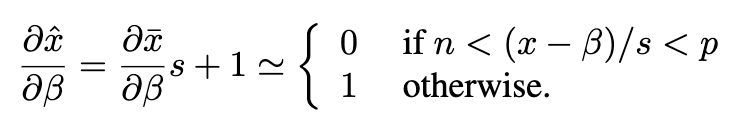 ∂x̂/∂β = ∂x̄/∂β s + 1 ≃ { 0 if n < (x − β)/s < p
1 otherwise.